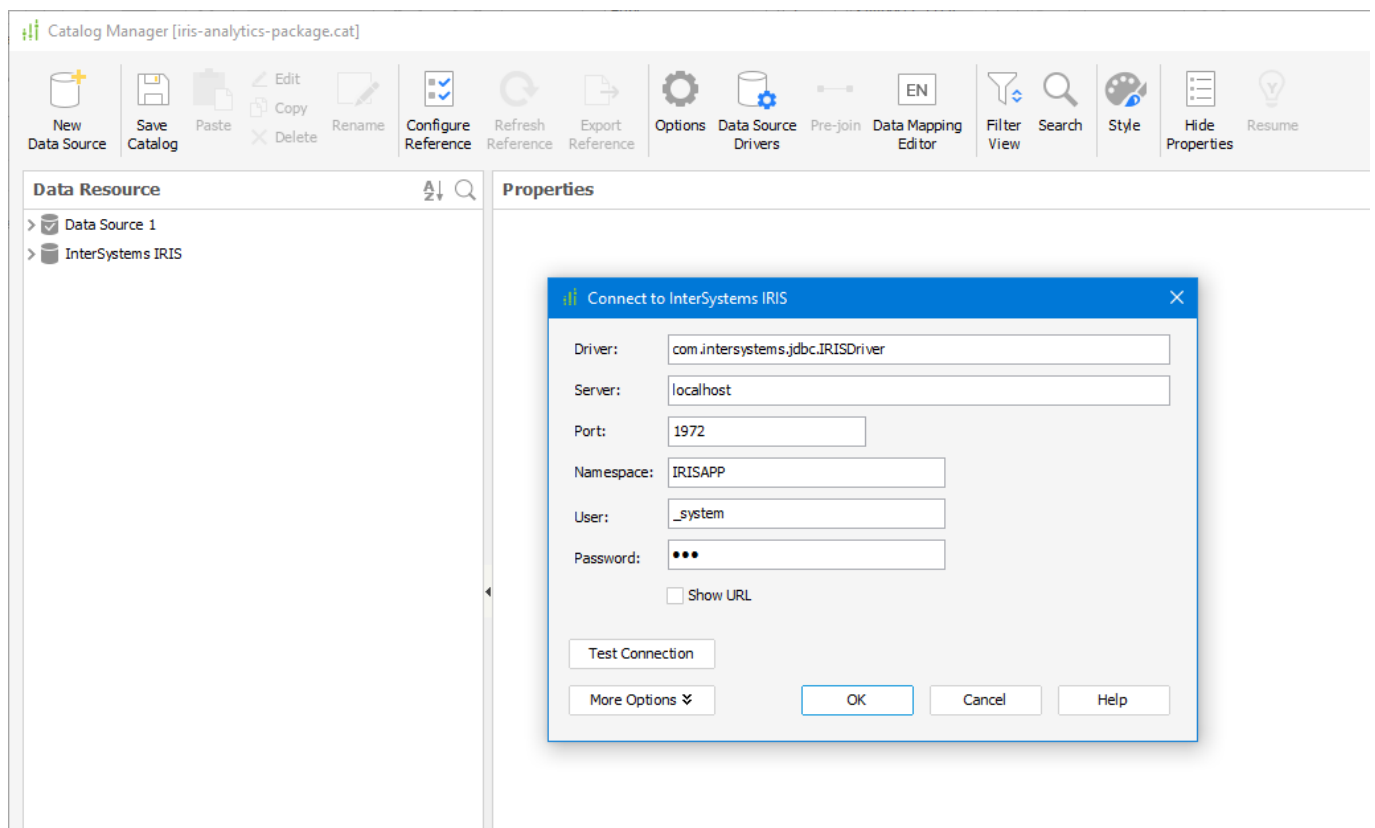 Catalog Manager [iris-analytics-package.cat]
New
Data Source
Save
Catalog
Paste
Edit
Copy
Delete
Rename
Configure
Reference
Refresh
Reference
Export
Reference
Options
Data Source
Drivers
Pre-join
EN
Data Mapping
Editor
Filter
View
Search
Style
Hide
Properties
Resume
Data Resource
AZ
Properties
Data Source 1
InterSystems IRIS
Connect to InterSystems IRIS
Driver: com.intersystems.jdbc.IRISDriver
Server: localhost
Port: 1972
Namespace: IRISAPP
User: _system
Password: •••
Show URL
Test Connection
More Options
OK
Cancel
Help